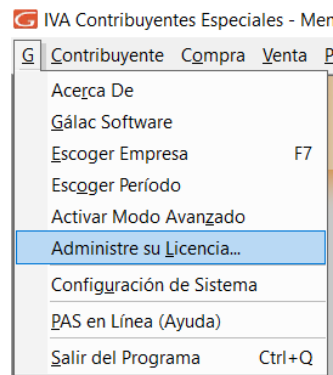 IVA Contribuyentes Especiales - Men
G Contribuyente Compra Venta P
Acerca De
Gálac Software
Escoger Empresa F7
Escoger Período
Activar Modo Avanzado
Administre su Licencia...
Configuración de Sistema
PAS en Línea (Ayuda)
Salir del Programa Ctrl+Q